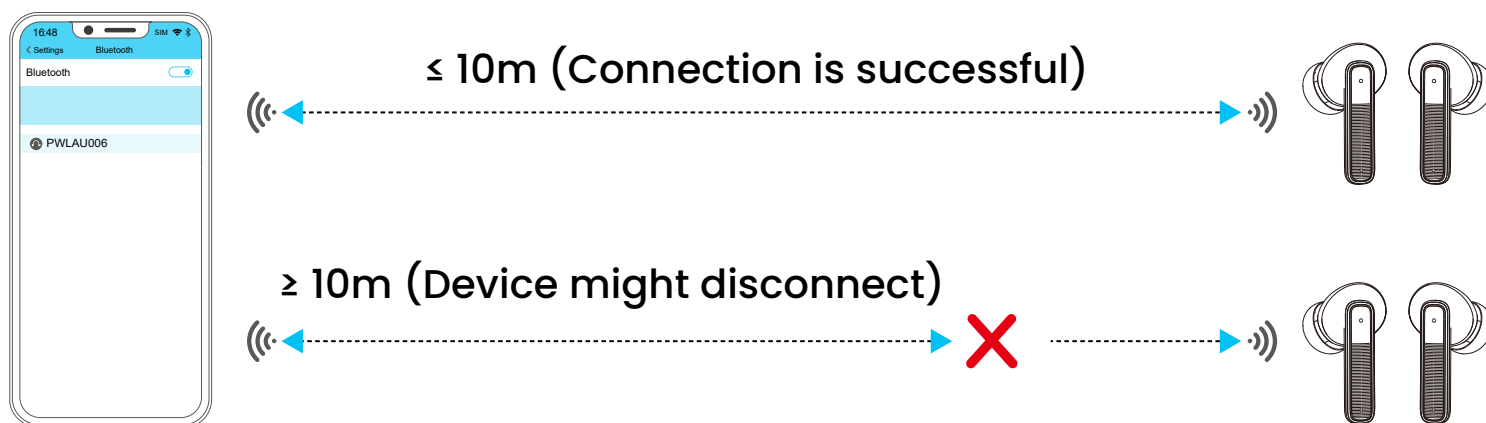 16:48 SIM
< Settings Bluetooth
Bluetooth
PWLAU006
≤ 10m (Connection is successful)
≥ 10m (Device might disconnect)